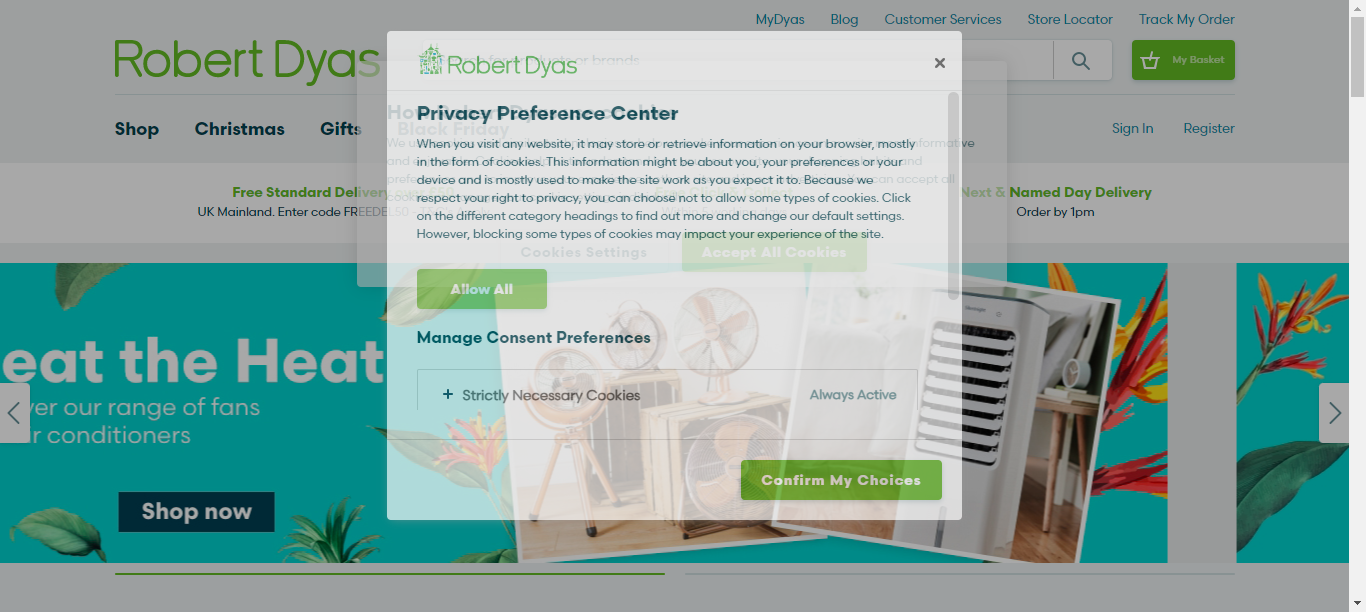 MyDyas Blog Customer Services Store Locator Track My Order
Robert Dyas
My Basket
Shop Christmas Gifts Black Friday
Sign In Register
Free Standard Delivery
UK Mainland. Enter code FREEDEL50
Next & Named Day Delivery
Order by 1pm
Robert Dyas
Privacy Preference Center
When you visit any website, it may store or retrieve information on your browser, mostly
in the form of cookies. This information might be about you, your preferences or your
device and is mostly used to make the site work as you expect it to. Because we
respect your right to privacy, you can choose not to allow some types of cookies. Click
on the different category headings to find out more and change our default settings.
However, blocking some types of cookies may impact your experience of the site.
Cookies Settings Accept All Cookies
Allow All
Manage Consent Preferences
+ Strictly Necessary Cookies Always Active
Confirm My Choices
eat the Heat
ver our range of fans
ir conditioners
Shop now